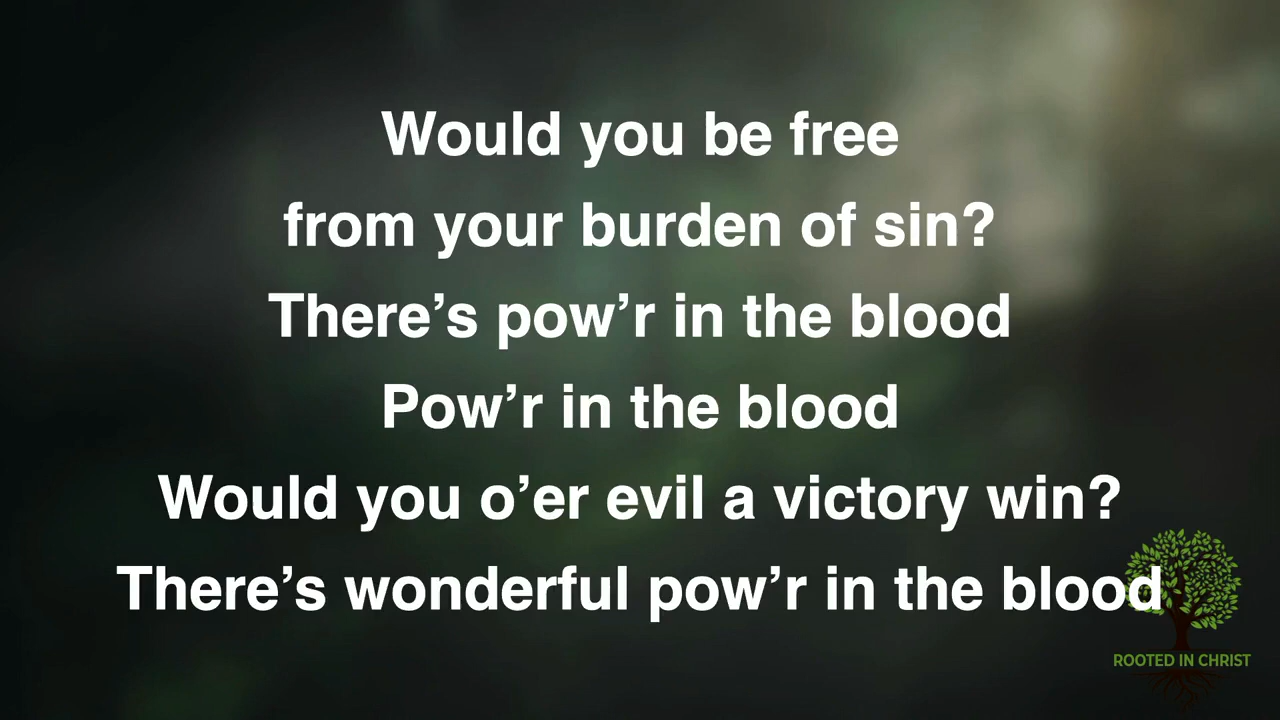 Would you be free
from your burden of sin?
There’s pow’r in the blood
Pow’r in the blood
Would you o’er evil a victory win?
There’s wonderful pow’r in the blood
ROOTED IN CHRIST